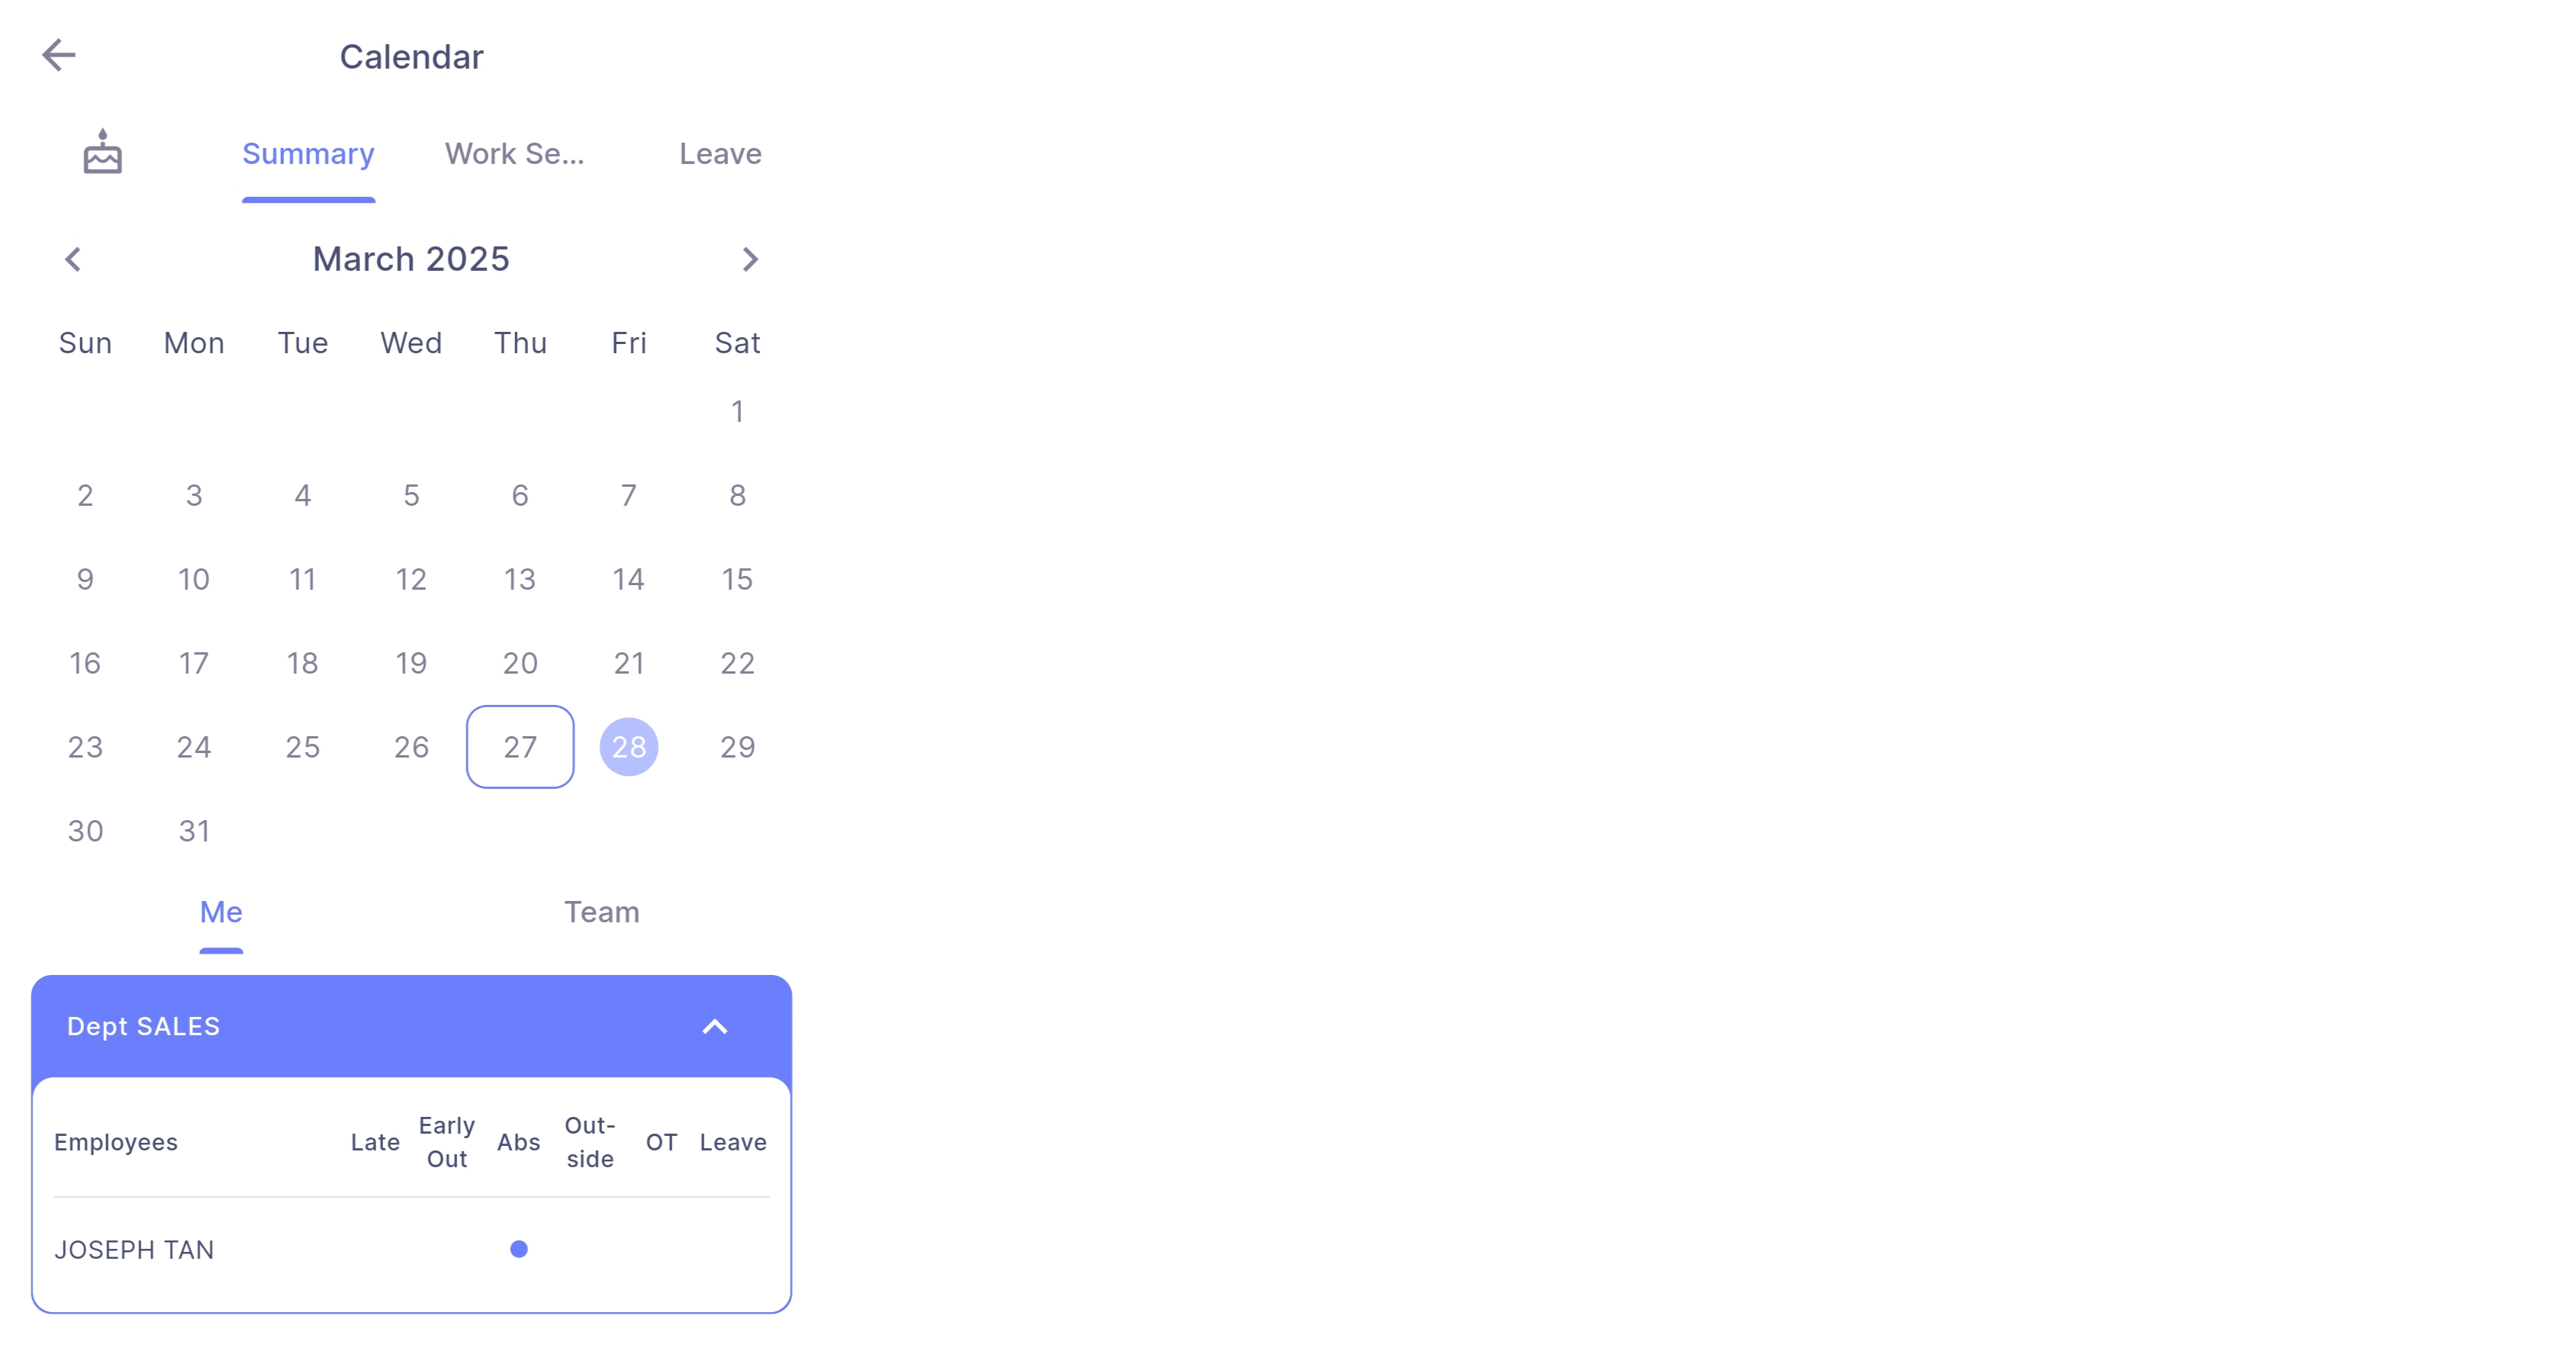 Calendar
Summary Work Se... Leave
March 2025
Sun Mon Tue Wed Thu Fri Sat
1
2 3 4 5 6 7 8
9 10 11 12 13 14 15
16 17 18 19 20 21 22
23 24 25 26 27 28 29
30 31
Me Team
Dept SALES
Employees Late Early Out Abs Out-side OT Leave
JOSEPH TAN